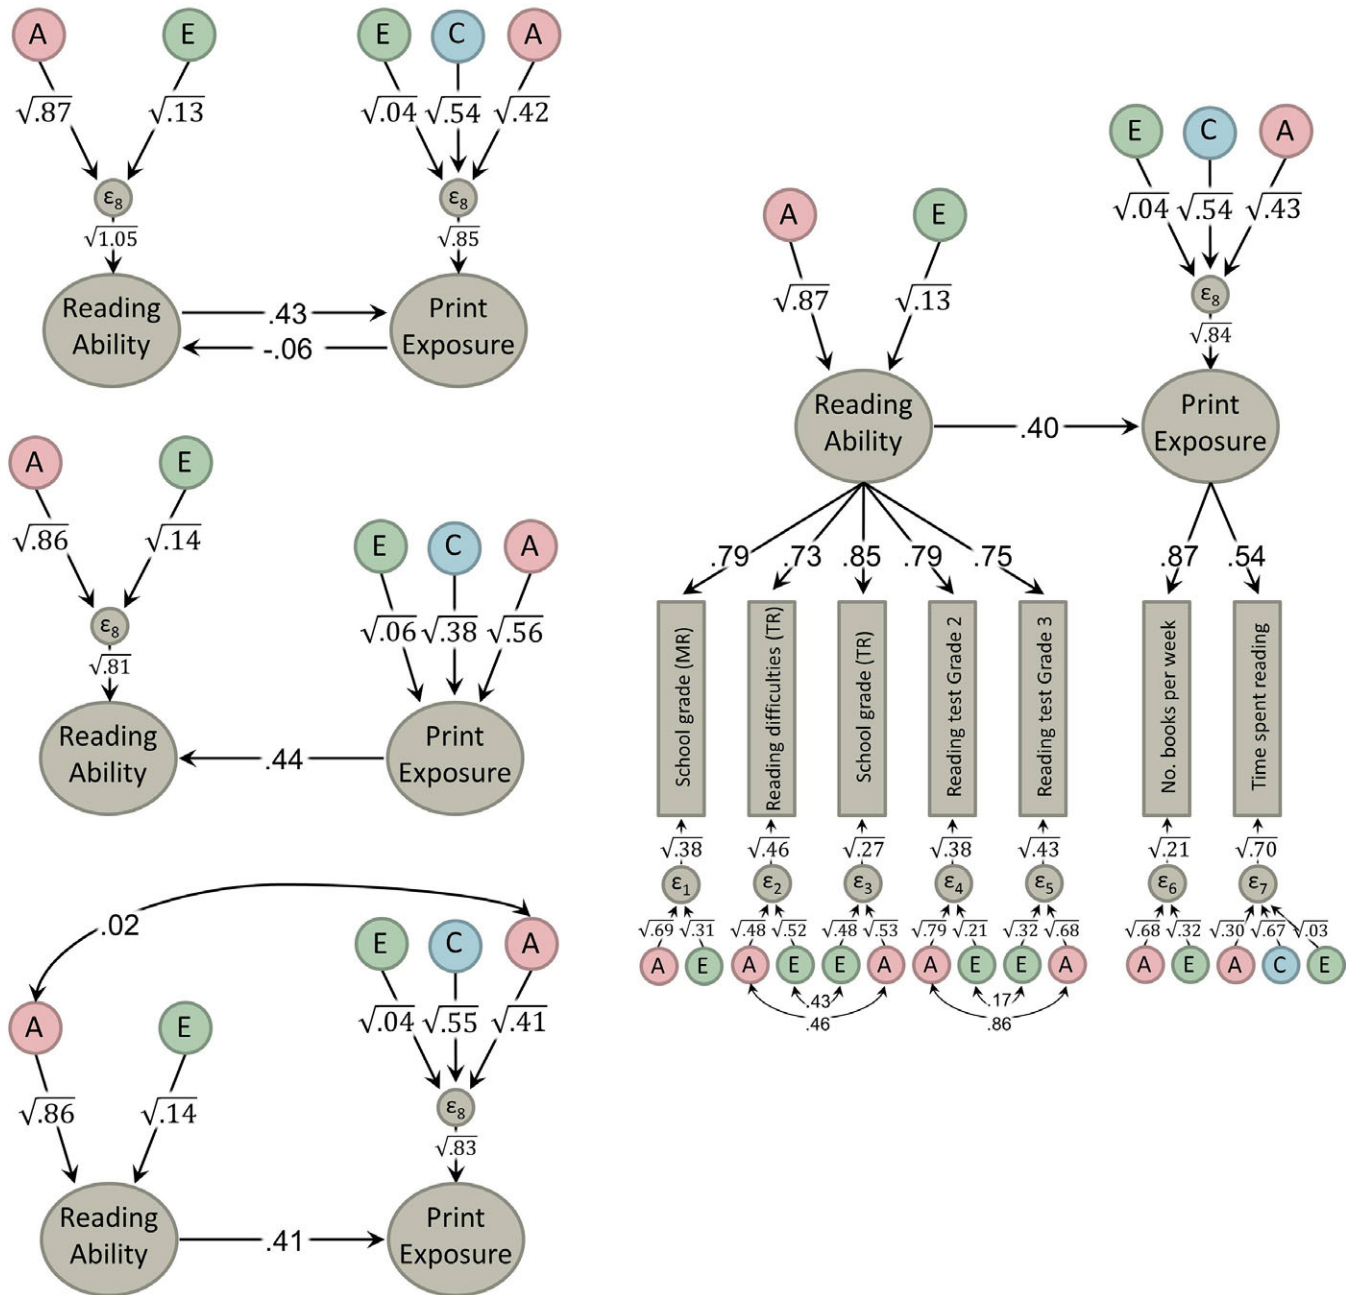 A E E C A
√.87 √.13 √.04 √.54 √.42
ε8 ε8
√1.05 √.85
Reading
Ability
Print
Exposure
.43
-.06
A E
√.86 √.14
E C A
√.06 √.38 √.56
ε8
√.81
Reading
Ability
Print
Exposure
.44
.02
E C A
√.04 √.55 √.41
A E
√.86 √.14
ε8
√.83
Reading
Ability
Print
Exposure
.41
E C A
√.04 √.54 √.43
A E
√.87 √.13
ε8
√.84
Reading
Ability
Print
Exposure
.40
.79 .73 .85 .79 .75 .87 .54
School grade (MR)
Reading difficulties (TR)
School grade (TR)
Reading test Grade 2
Reading test Grade 3
No. books per week
Time spent reading
√.38 √.46 √.27 √.38 √.43 √.21 √.70
ε1 ε2 ε3 ε4 ε5 ε6 ε7
√.69 √.31 √.48 √.52 √.48 √.53 √.79 √.21 √.32 √.68 √.68 √.32 √.30 √.67 √.03
A E A E E A A E E A A E A C E
.43 .17
.46 .86